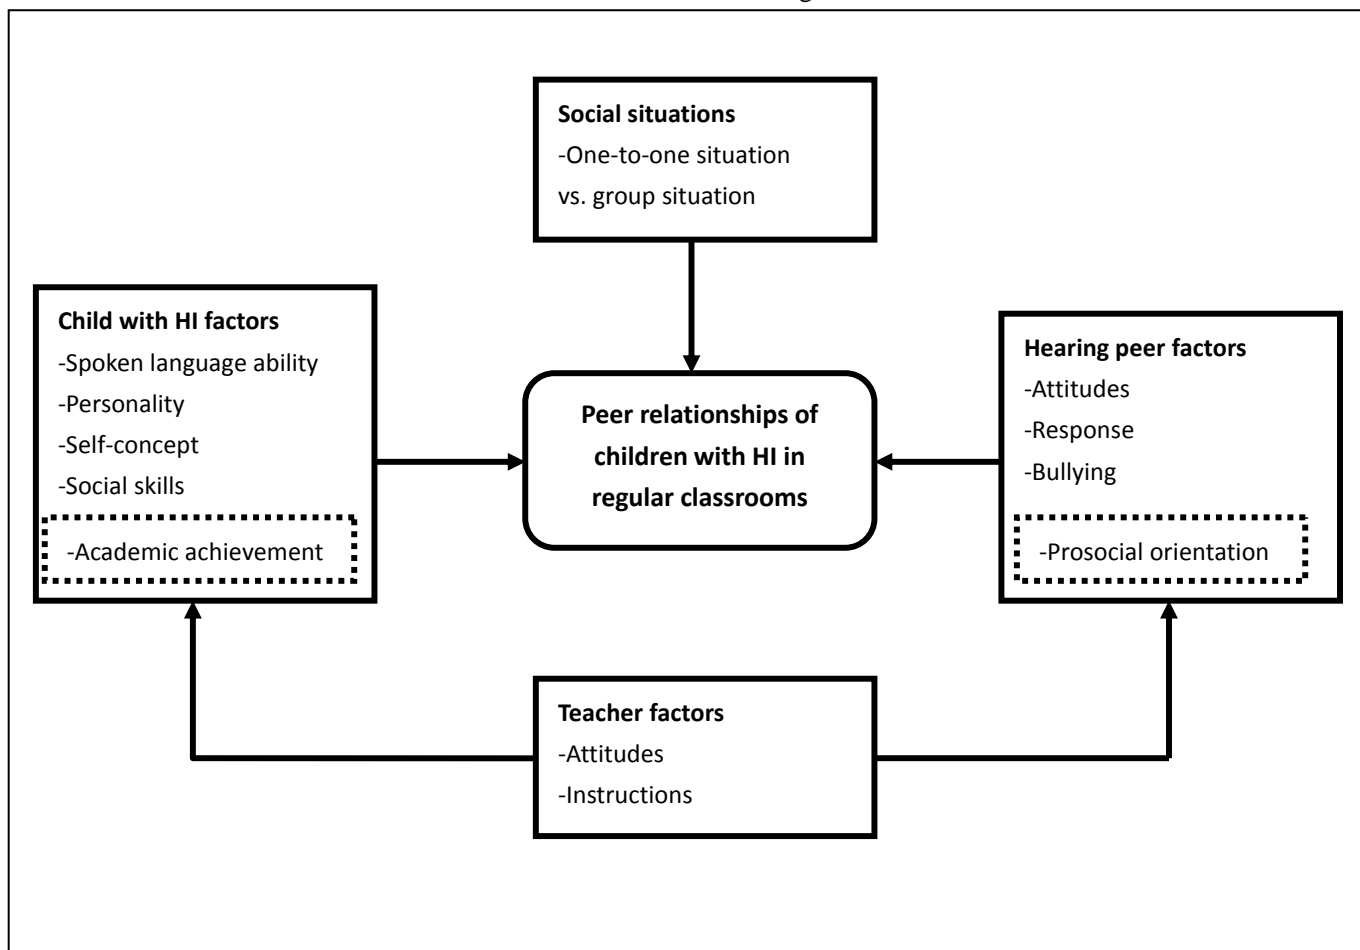 Social situations
-One-to-one situation
vs. group situation
Child with HI factors
-Spoken language ability
-Personality
-Self-concept
-Social skills
-Academic achievement
Peer relationships of
children with HI in
regular classrooms
Hearing peer factors
-Attitudes
-Response
-Bullying
-Prosocial orientation
Teacher factors
-Attitudes
-Instructions